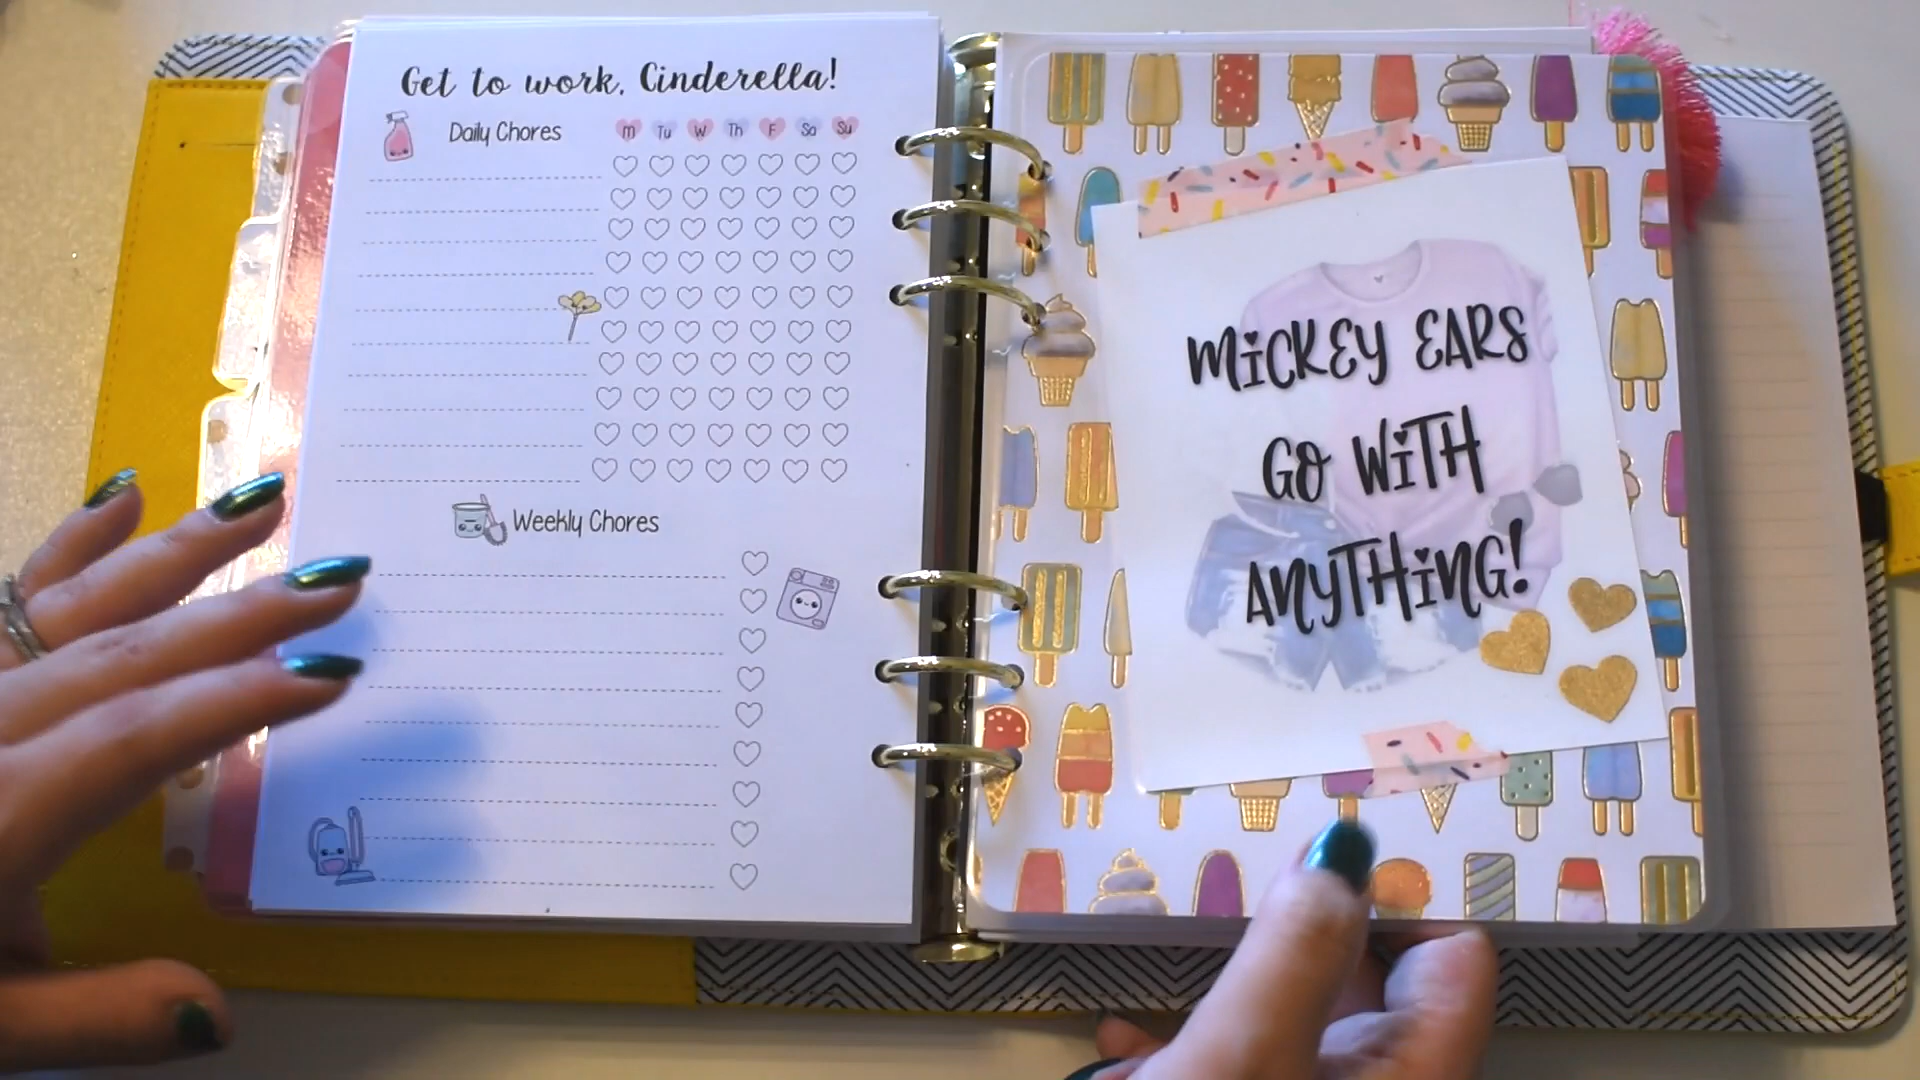 Get to work, Cinderella!
Daily Chores
M Tu W Th F Sa Su
Weekly Chores
MiCKEY EARS
GO WiTH
ANYTHiNG!